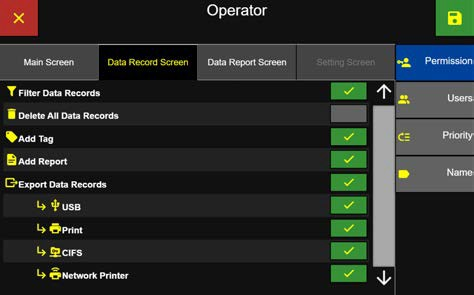 Operator
Main Screen
Data Record Screen
Data Report Screen
Setting Screen
Permission
Filter Data Records
Users
Delete All Data Records
Add Tag
Priority
Add Report
Name
Export Data Records
USB
Print
CIFS
Network Printer